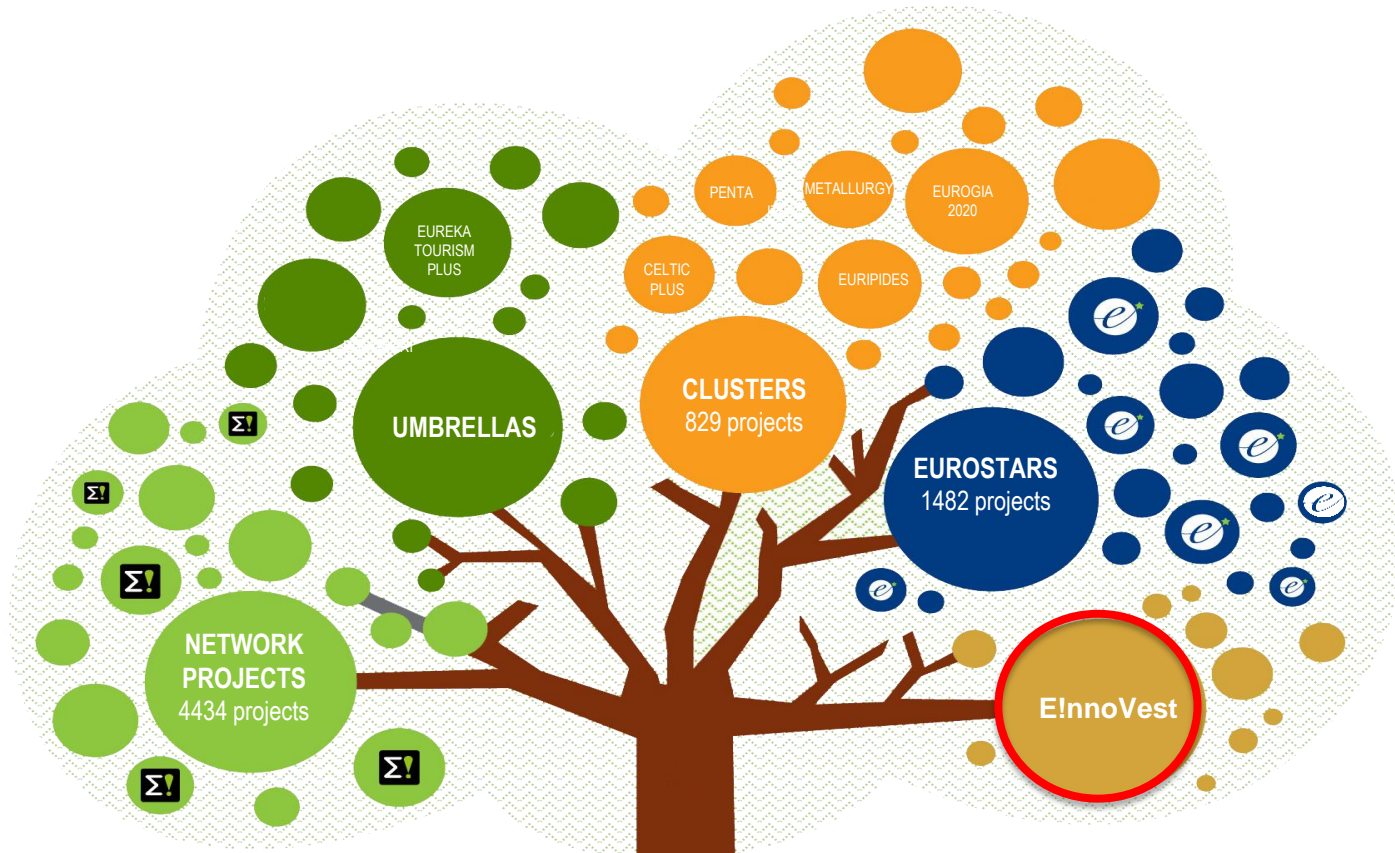 PENTA
METALLURGY
EUROGIA
2020
EUREKA
TOURISM
PLUS
CELTIC
PLUS
EURIPIDES
CLUSTERS
829 projects
UMBRELLAS
EUROSTARS
1482 projects
NETWORK
PROJECTS
4434 projects
E!nnoVest
Σ!
Σ!
Σ!
Σ!
Σ!
e
e
e
e
e
e
e